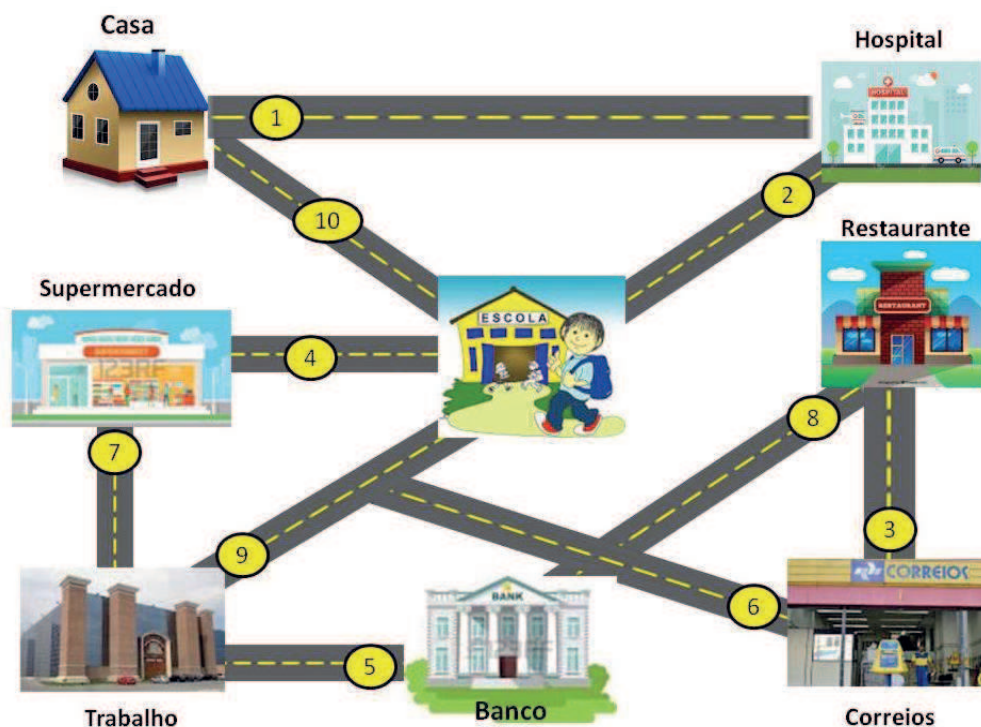 Casa
Hospital
HOSPITAL
1
2
10
Restaurante
RESTAURANT
Supermercado
ESCOLA
4
8
7
3
9
BANK
CORREIOS
6
5
Trabalho
Banco
Correios